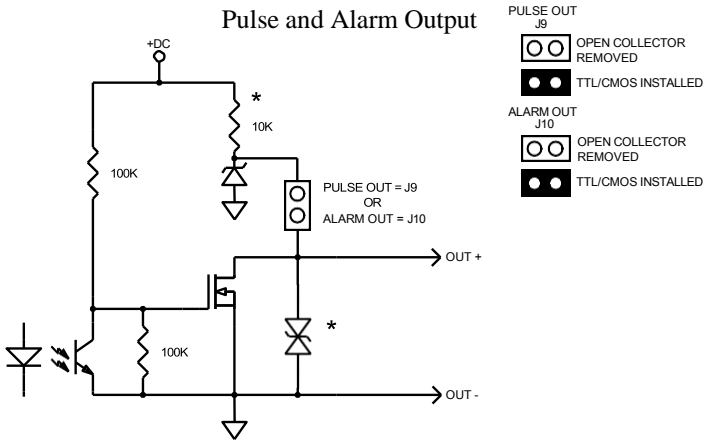 Pulse and Alarm Output
PULSE OUT
J9
OPEN COLLECTOR
REMOVED
TTL/CMOS INSTALLED
ALARM OUT
J10
OPEN COLLECTOR
REMOVED
TTL/CMOS INSTALLED
+DC
*
10K
100K
PULSE OUT = J9
OR
ALARM OUT = J10
OUT +
*
100K
OUT -